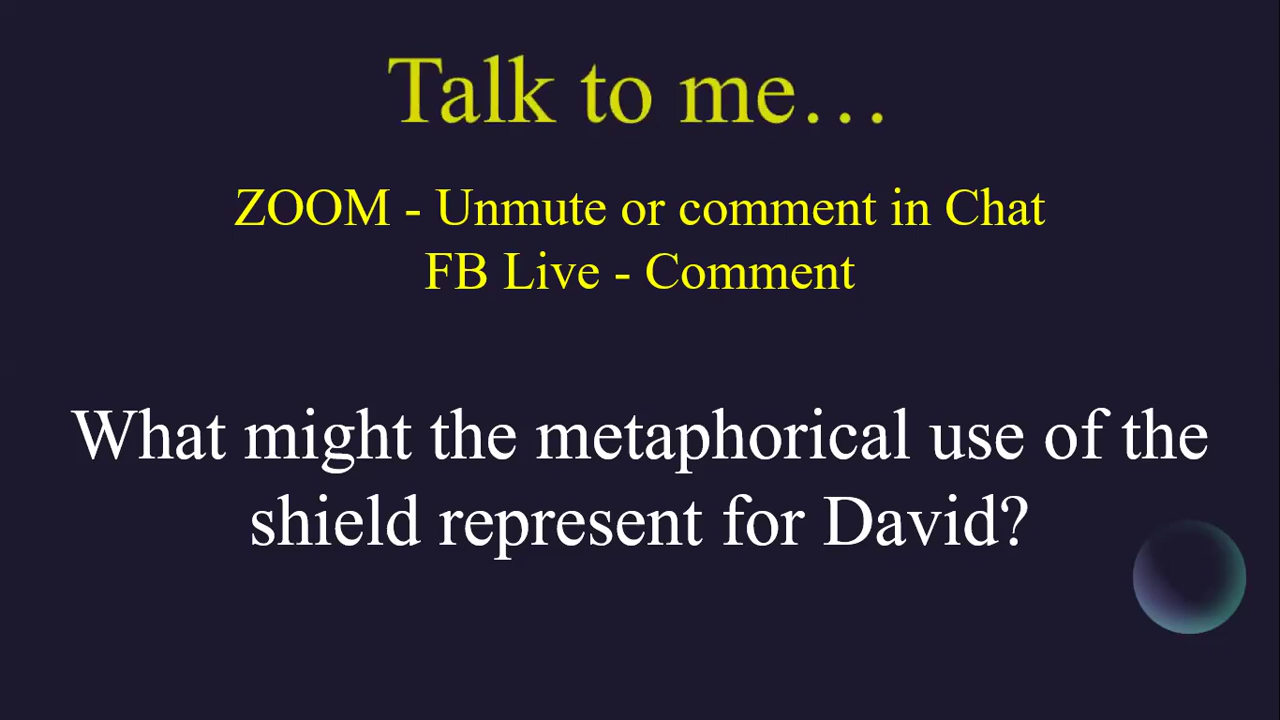 Talk to me…
ZOOM - Unmute or comment in Chat
FB Live - Comment
What might the metaphorical use of the
shield represent for David?